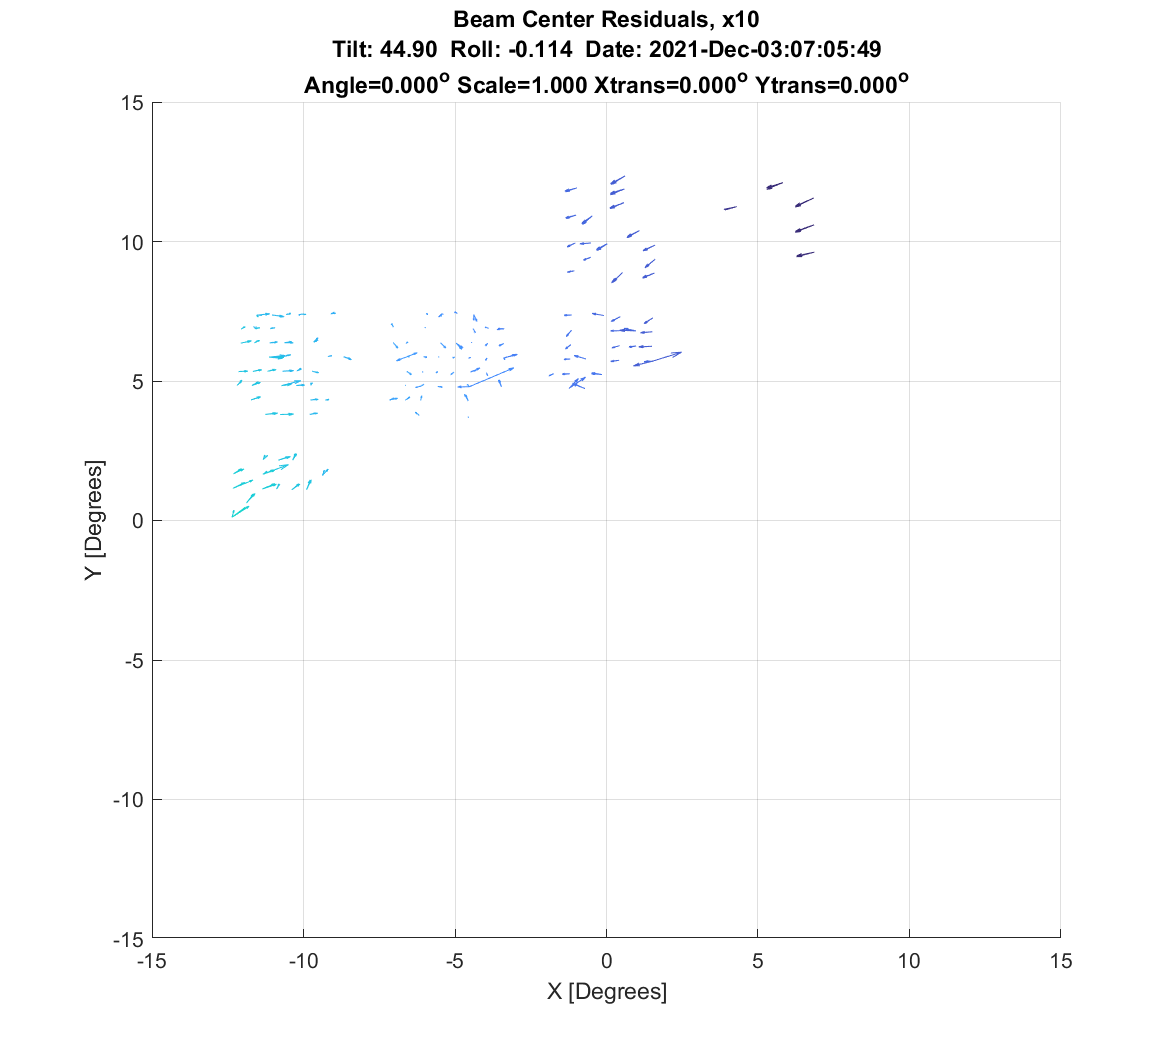 Beam Center Residuals, x10
Tilt: 44.90 Roll: -0.114 Date: 2021-Dec-03:07:05:49
Angle=0.000° Scale=1.000 Xtrans=0.000° Ytrans=0.000°
15
10
5
0
-5
-10
-15
Y [Degrees]
-15 -10 -5 0 5 10 15
X [Degrees]